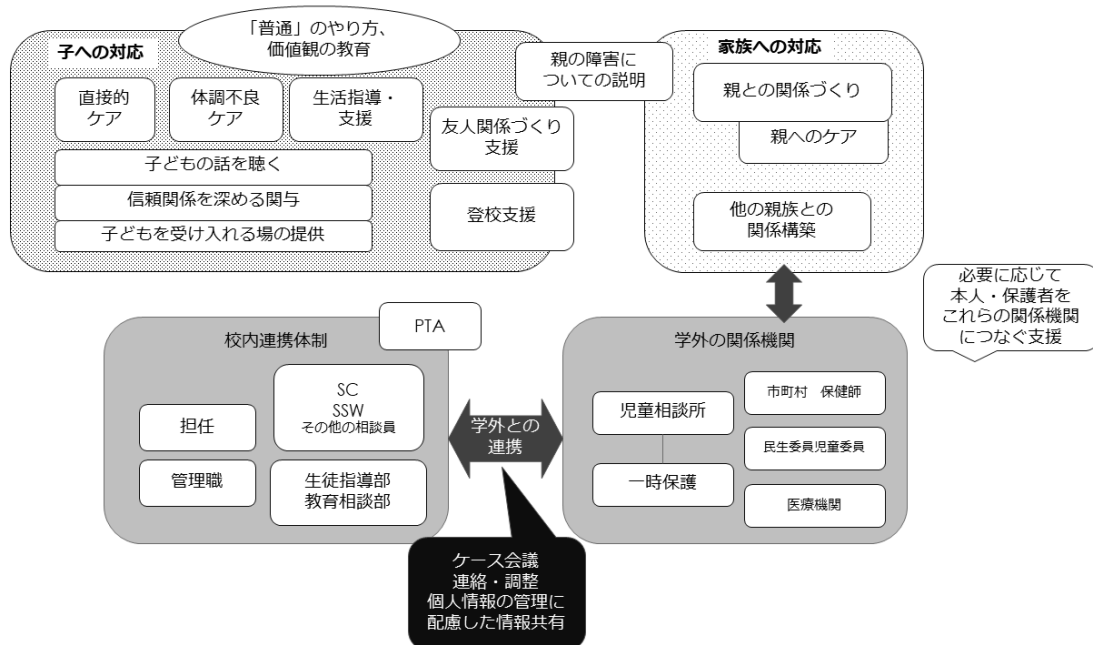 「普通」のやり方、
価値観の教育
子への対応
直接的
ケア
体調不良
ケア
生活指導・
支援
友人関係づくり
支援
子どもの話を聴く
信頼関係を深める関与
子どもを受け入れる場の提供
登校支援
親の障害に
ついての説明
家族への対応
親との関係づくり
親へのケア
他の親族との
関係構築
必要に応じて
本人・保護者を
これらの関係機関
につなぐ支援
校内連携体制
PTA
担任
SC
SSW
その他の相談員
管理職
生徒指導部
教育相談部
学外との
連携
学外の関係機関
児童相談所
一時保護
市町村　保健師
民生委員児童委員
医療機関
ケース会議
連絡・調整
個人情報の管理に
配慮した情報共有